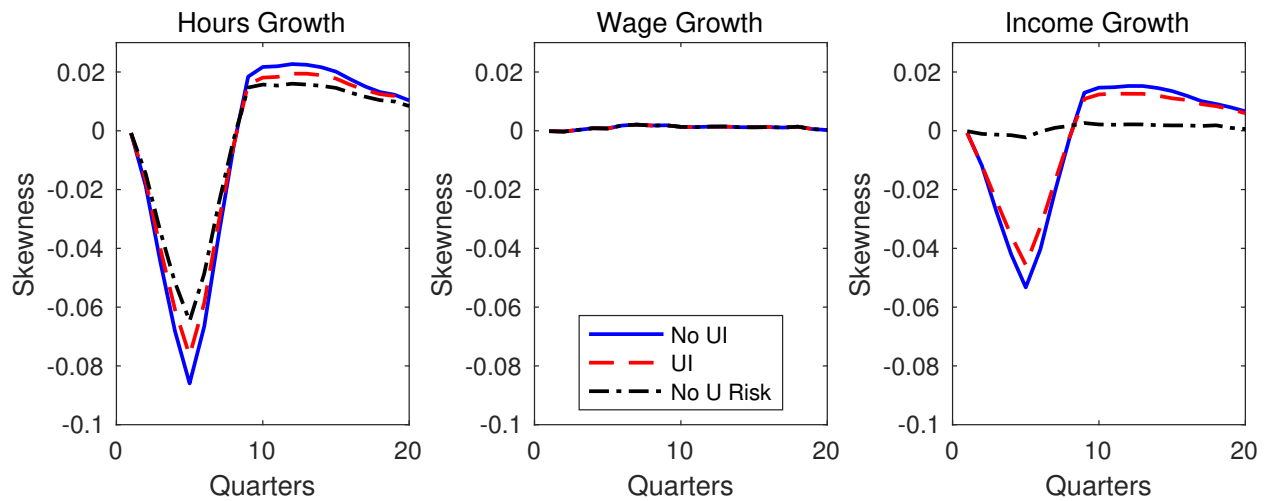 Hours Growth
0.02
0
-0.02
-0.04
-0.06
-0.08
-0.1
Skewness
0
10
20
Quarters
Wage Growth
0.02
0
-0.02
-0.04
-0.06
-0.08
-0.1
Skewness
No UI
UI
No U Risk
0
10
20
Quarters
Income Growth
0.02
0
-0.02
-0.04
-0.06
-0.08
-0.1
Skewness
0
10
20
Quarters